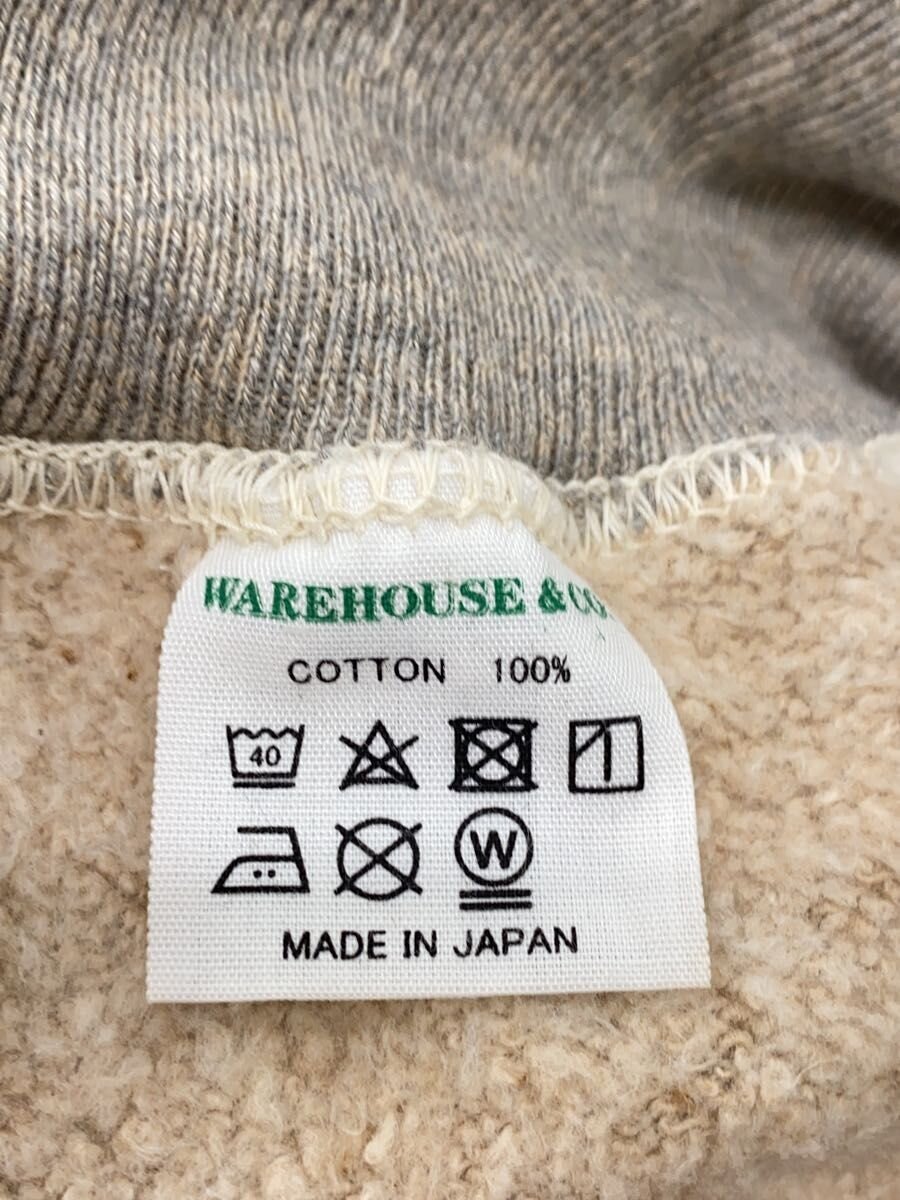 WAREHOUSE & CO
COTTON 100%
40
W
MADE IN JAPAN